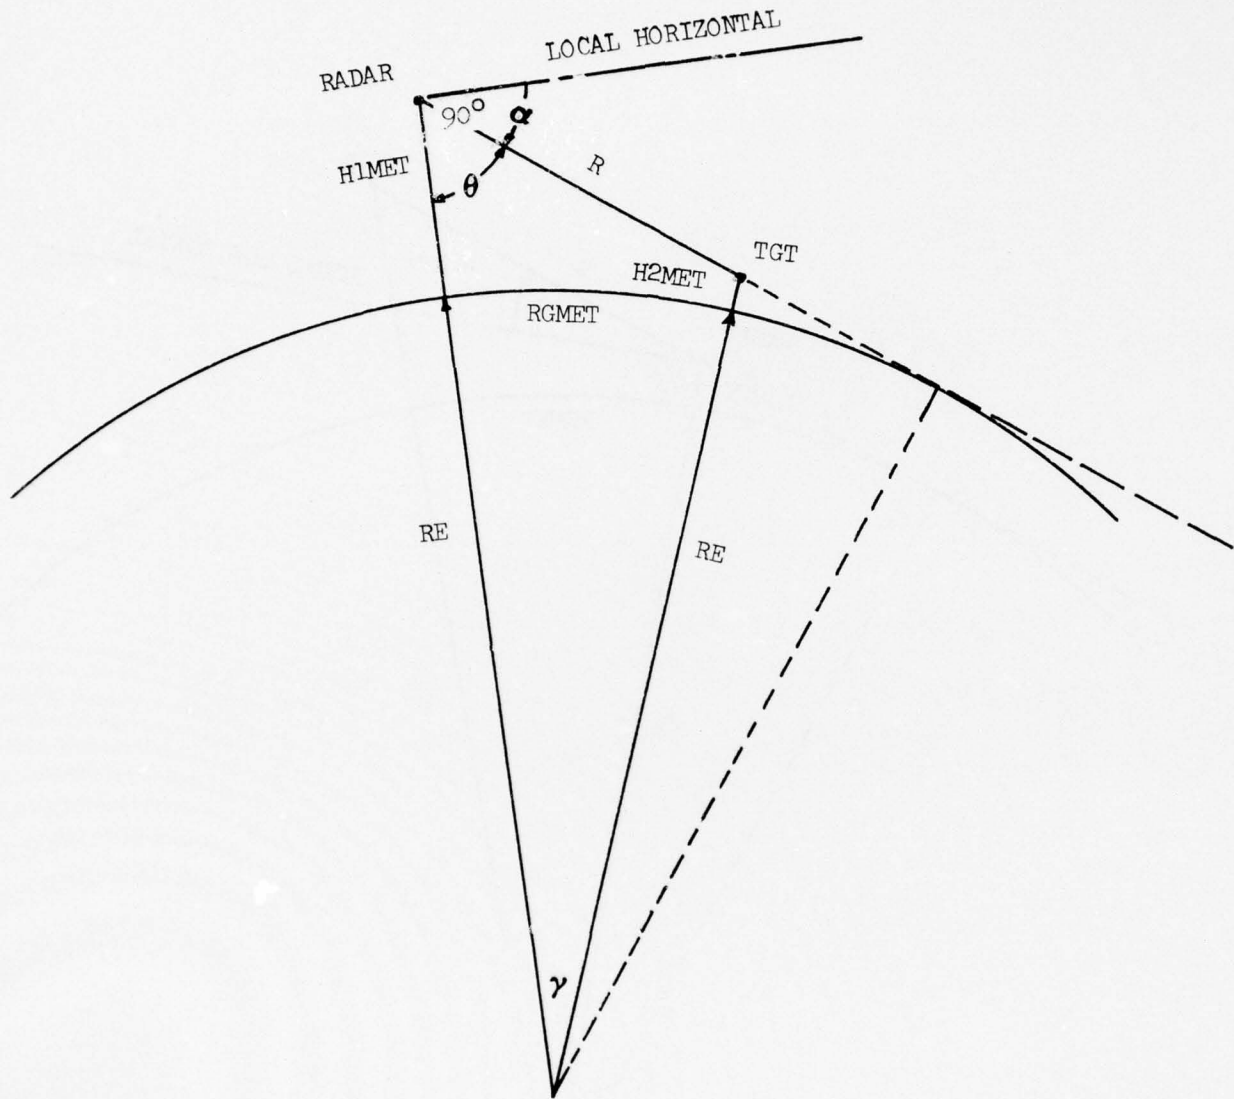 LOCAL HORIZONTAL
RADAR
90°
α
H1MET
θ
R
TGT
H2MET
RGMET
RE
RE
γ